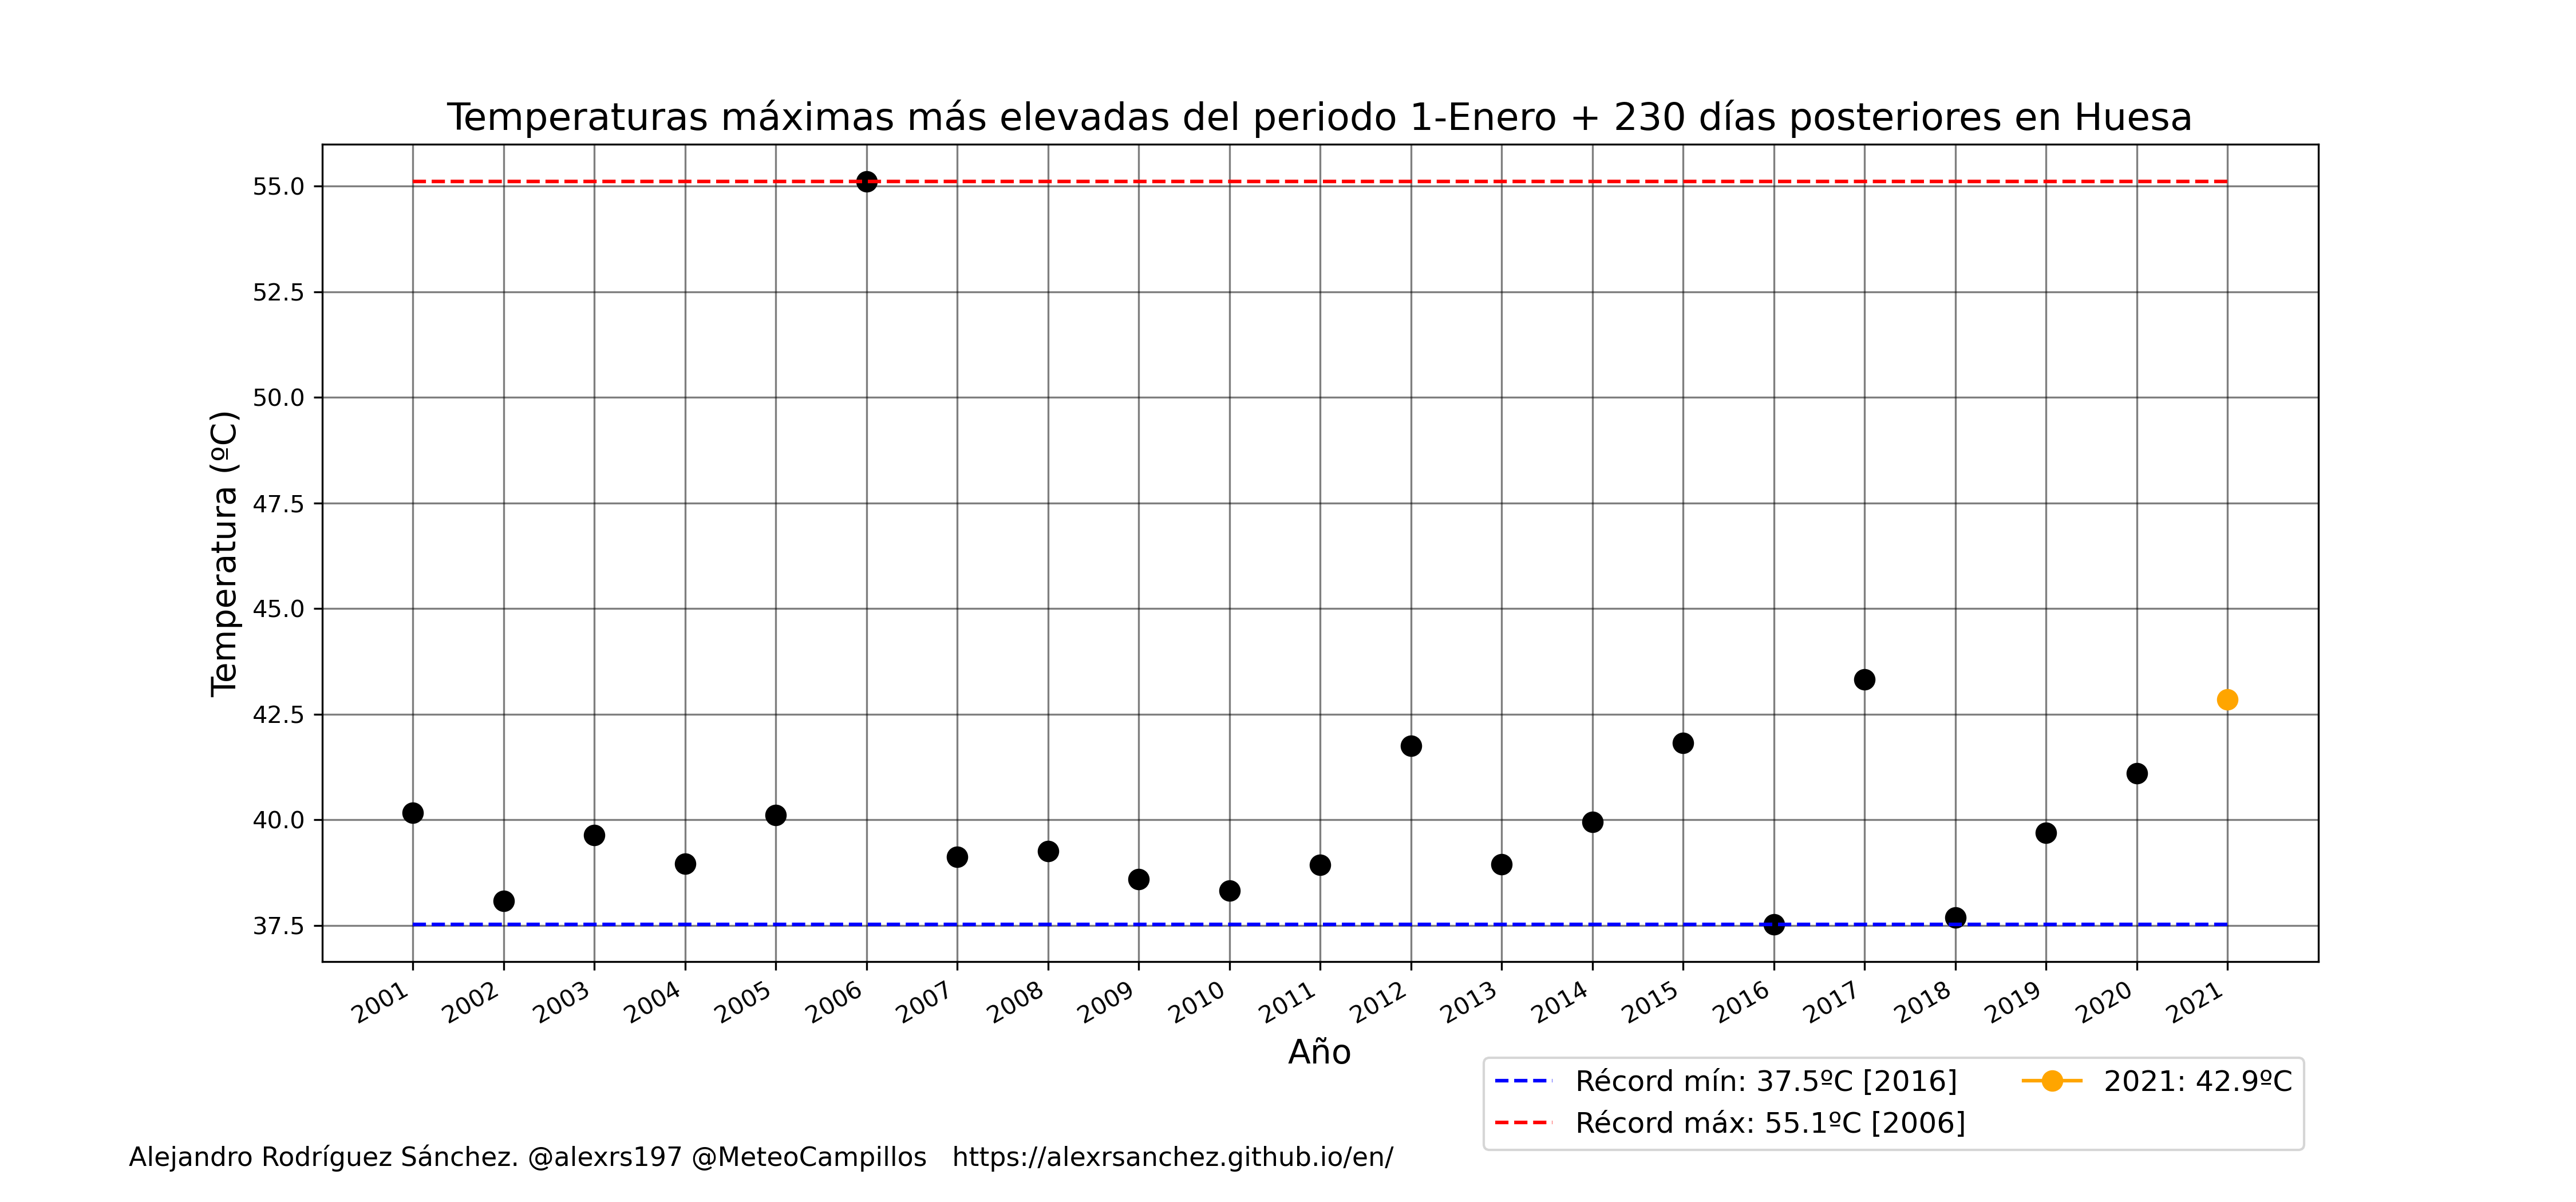 Temperaturas máximas más elevadas del periodo 1-Enero + 230 días posteriores en Huesa
Temperatura (ºC)
55.0
52.5
50.0
47.5
45.0
42.5
40.0
37.5
2001 2002 2003 2004 2005 2006 2007 2008 2009 2010 2011 2012 2013 2014 2015 2016 2017 2018 2019 2020 2021
Año
Récord mín: 37.5ºC [2016]
Récord máx: 55.1ºC [2006]
2021: 42.9ºC
Alejandro Rodríguez Sánchez. @alexrs197 @MeteoCampillos https://alexrsanchez.github.io/en/